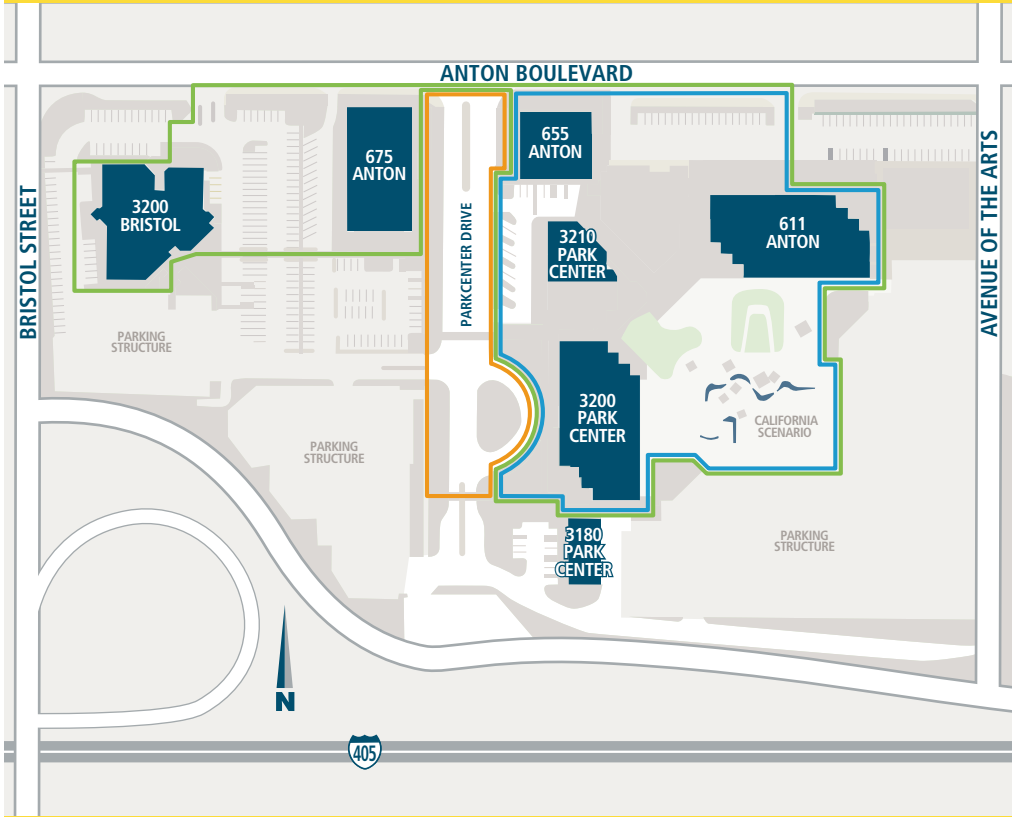 ANTON BOULEVARD
BRISTOL STREET
AVENUE OF THE ARTS
675
ANTON
655
ANTON
3200
BRISTOL
PARKCENTER DRIVE
3210
PARK
CENTER
611
ANTON
PARKING
STRUCTURE
3200
PARK
CENTER
CALIFORNIA
SCENARIO
PARKING
STRUCTURE
3180
PARK
CENTER
PARKING
STRUCTURE
N
405